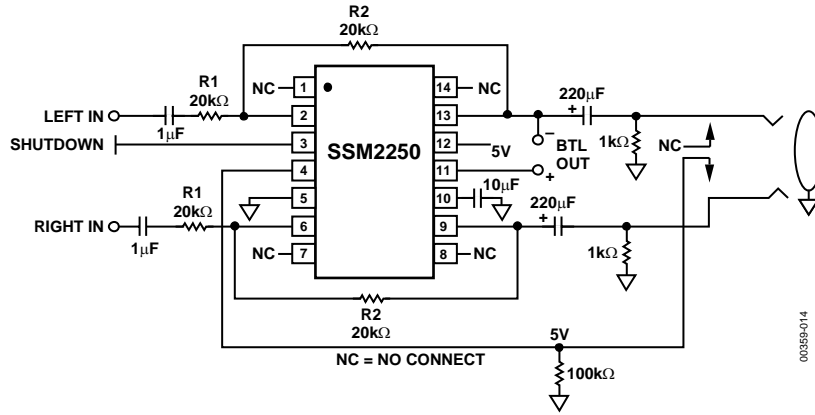 R2
20kΩ
NC
1
14
NC
R1
20kΩ
220μF
+
LEFT IN
1μF
2
13
SHUTDOWN
3
SSM2250
12
5V
−
BTL
OUT
+
1kΩ
NC
4
11
R1
20kΩ
5
10
10μF
220μF
+
RIGHT IN
1μF
6
9
NC
7
8
NC
1kΩ
R2
20kΩ
5V
NC = NO CONNECT
100kΩ
00359-014